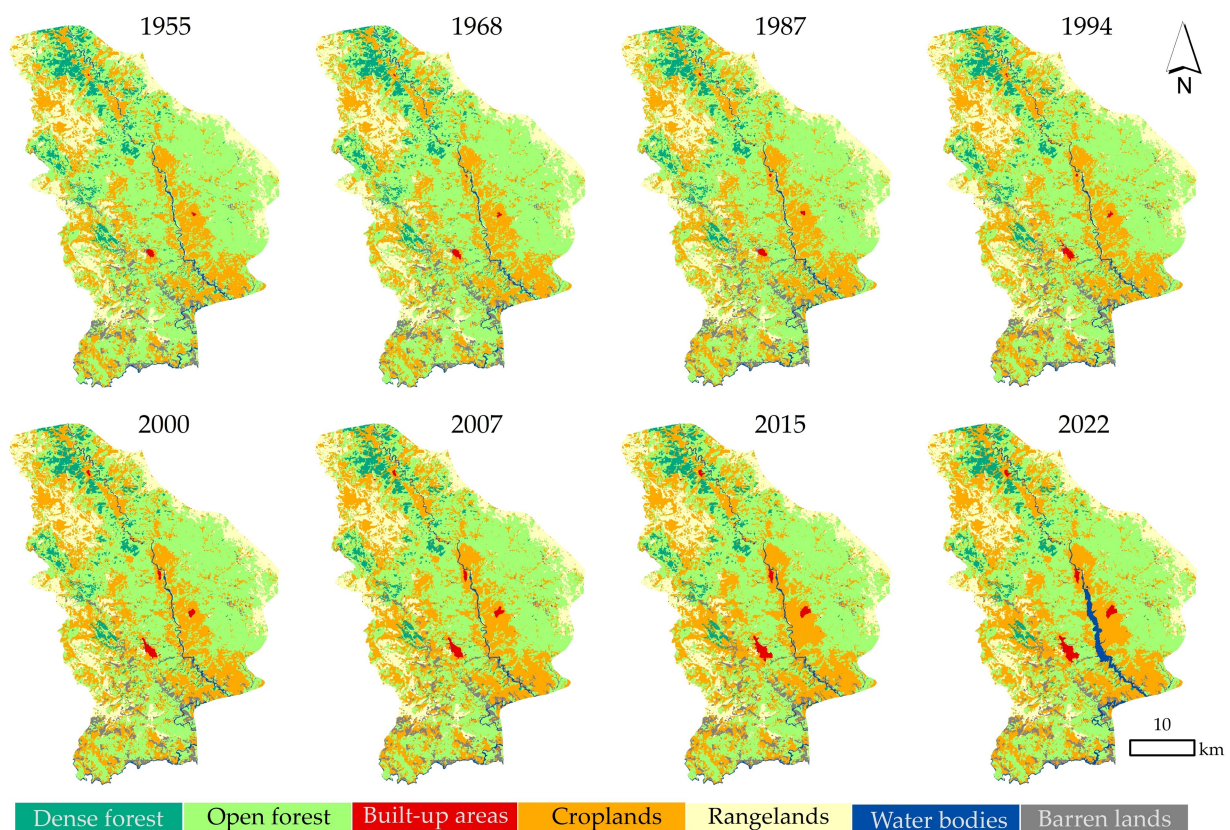 1955
1968
1987
1994
N
2000
2007
2015
2022
10
km
Dense forest
Open forest
Built-up areas
Croplands
Rangelands
Water bodies
Barren lands